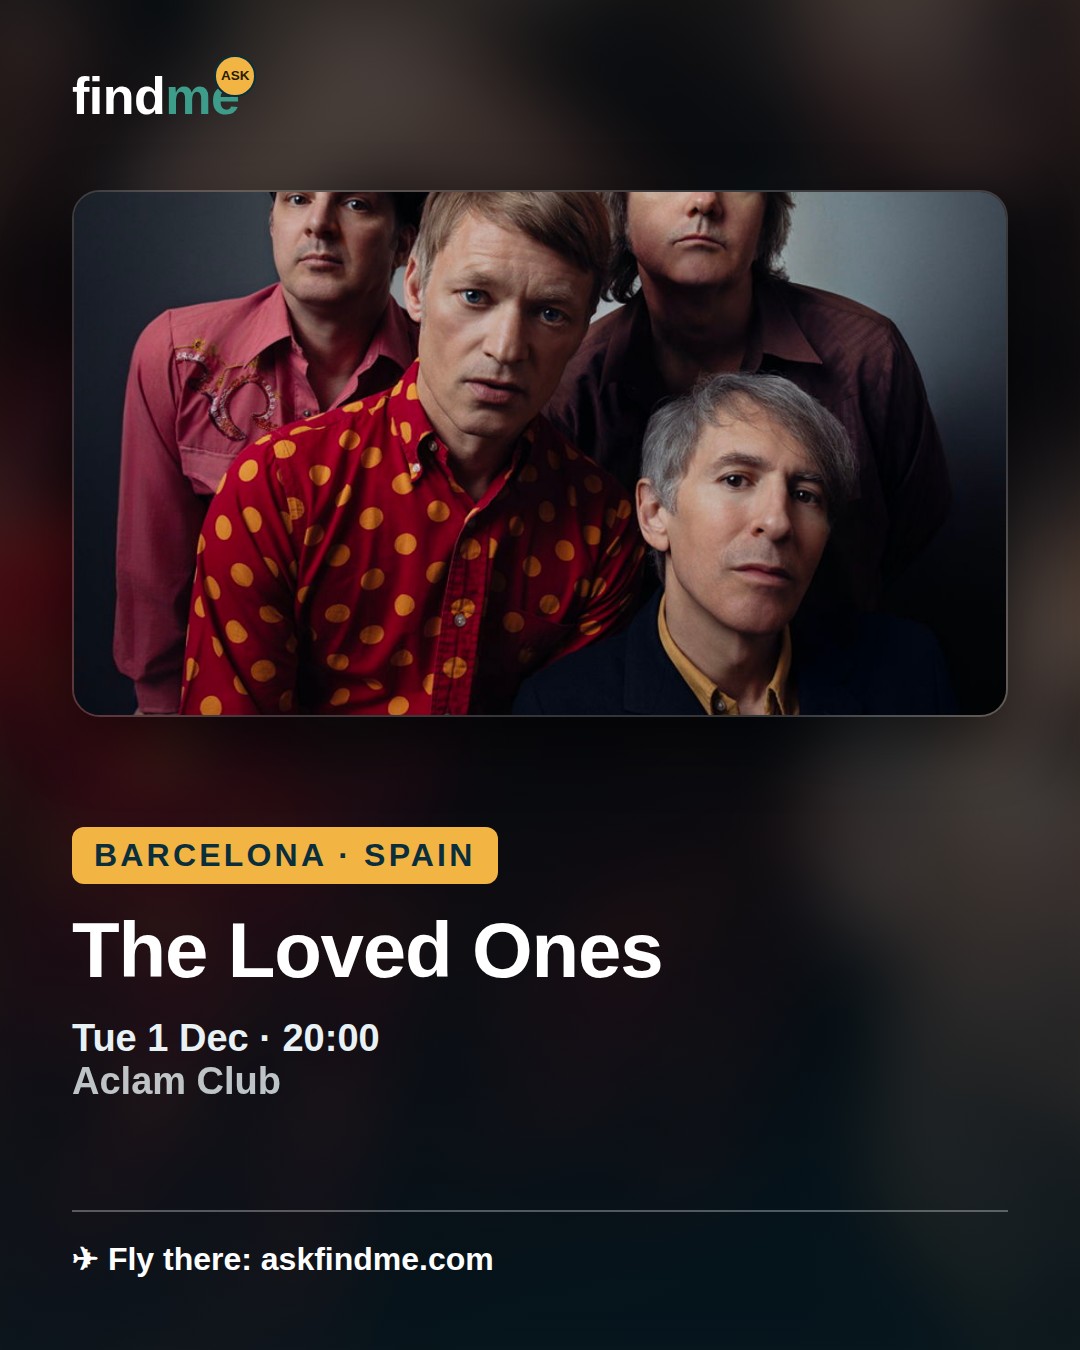 findme
ASK
BARCELONA · SPAIN
The Loved Ones
Tue 1 Dec · 20:00
Aclam Club
✈ Fly there: askfindme.com